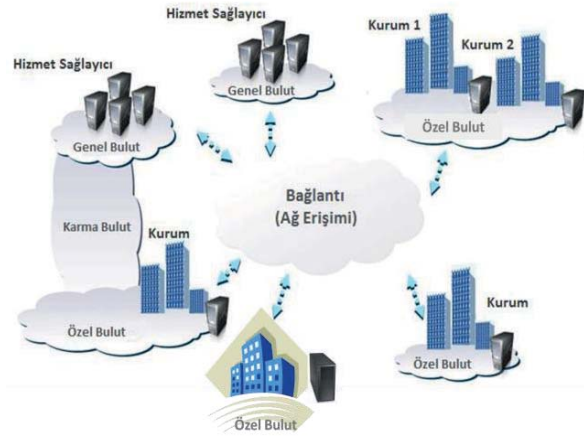 Hizmet Sağlayıcı
Genel Bulut
Hizmet Sağlayıcı
Genel Bulut
Kurum 1
Kurum 2
Özel Bulut
Bağlantı
(Ağ Erişimi)
Karma Bulut
Kurum
Özel Bulut
Özel Bulut
Kurum
Özel Bulut